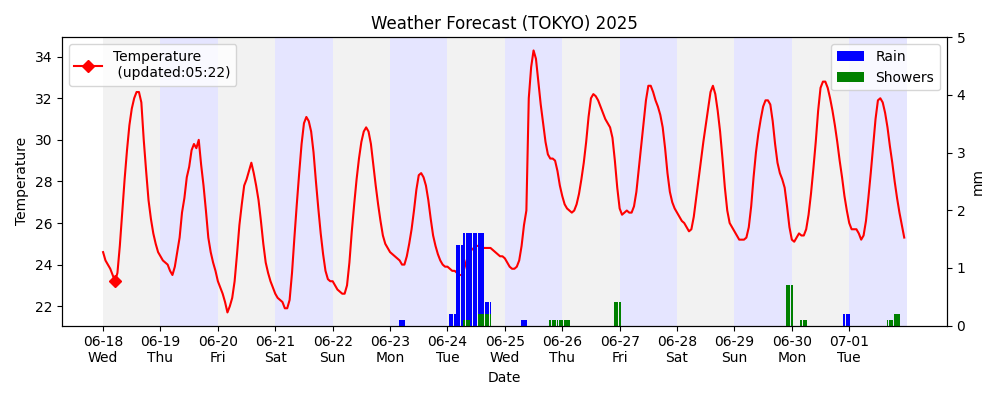 Weather Forecast (TOKYO) 2025
Temperature
(updated:05:22)
Rain
Showers
Temperature
34
32
30
28
26
24
22
5
4
3
2
1
0
mm
06-18 06-19 06-20 06-21 06-22 06-23 06-24 06-25 06-26 06-27 06-28 06-29 06-30 07-01
Wed Thu Fri Sat Sun Mon Tue Wed Thu Fri Sat Sun Mon Tue
Date